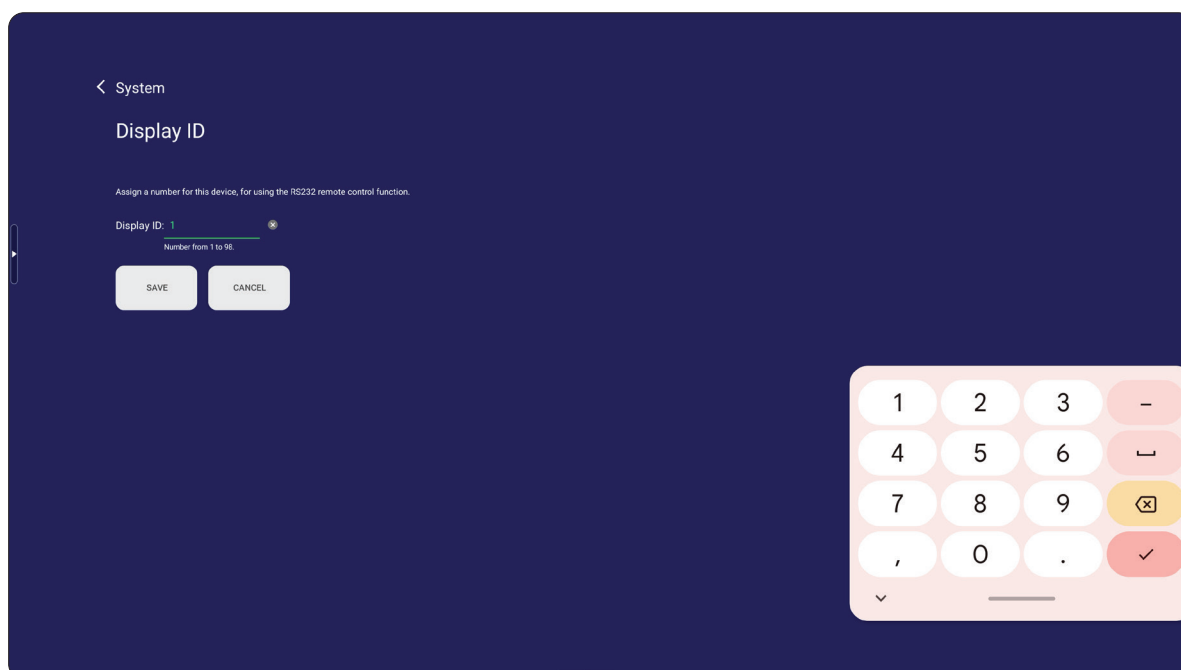 System
Display ID
Assign a number for this device, for using the RS232 remote control function.
Display ID: 1
Number from 1 to 98.
SAVE CANCEL
1 2 3 –
4 5 6
7 8 9
, 0 .